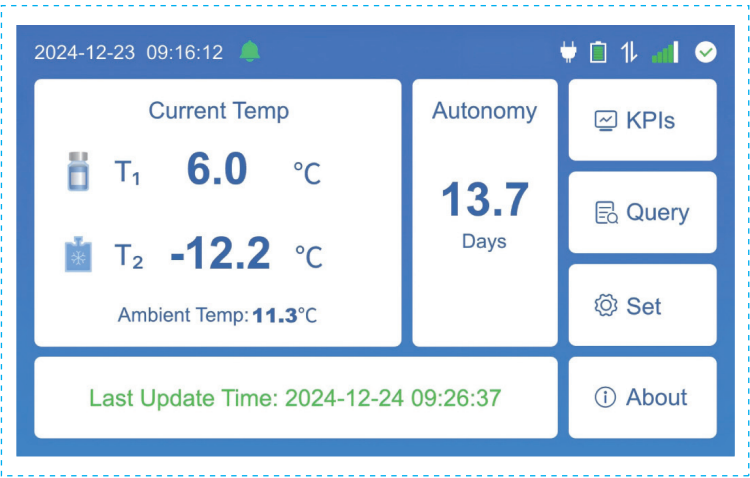 2024-12-23 09:16:12
Current Temp
T₁ 6.0 °C
T₂ -12.2 °C
Ambient Temp: 11.3°C
Autonomy
13.7
Days
KPIs
Query
Set
About
Last Update Time: 2024-12-24 09:26:37